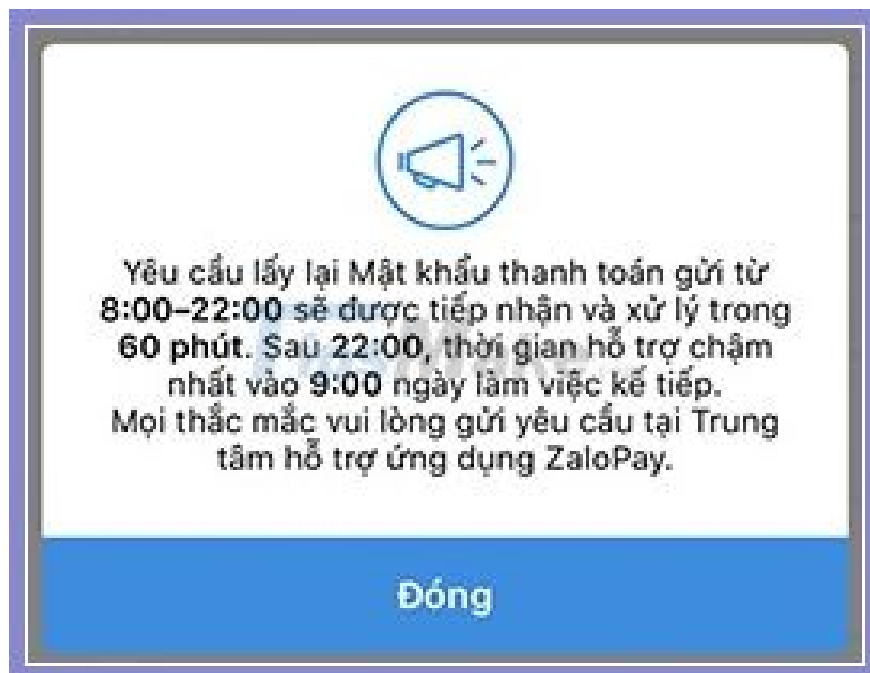 Yêu cầu lấy lại Mật khẩu thanh toán gửi từ
8:00–22:00 sẽ được tiếp nhận và xử lý trong
60 phút. Sau 22:00, thời gian hỗ trợ chậm
nhất vào 9:00 ngày làm việc kế tiếp.
Mọi thắc mắc vui lòng gửi yêu cầu tại Trung
tâm hỗ trợ ứng dụng ZaloPay.
Đóng